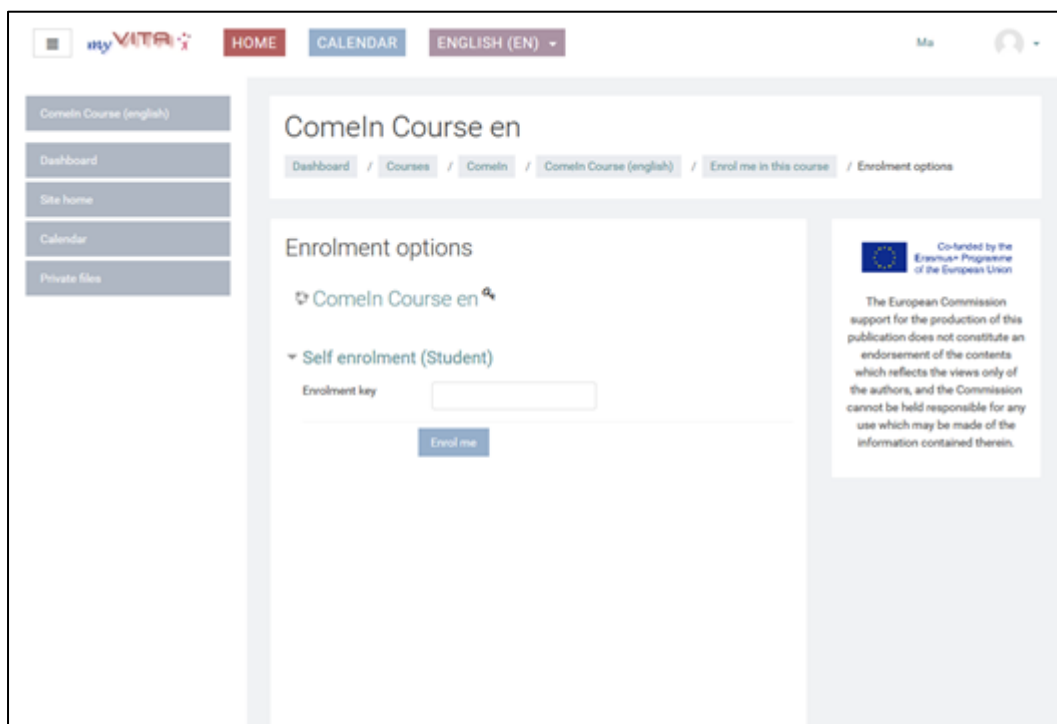 myVITA HOME CALENDAR ENGLISH (EN) Ma
ComeIn Course (english)
Dashboard
Site home
Calendar
Private files
ComeIn Course en
Dashboard / Courses / ComeIn / ComeIn Course (english) / Enrol me in this course / Enrolment options
Enrolment options
ComeIn Course en
Self enrolment (Student)
Enrolment key
Enrol me
Co-funded by the
Erasmus+ Programme
of the European Union
The European Commission
support for the production of this
publication does not constitute an
endorsement of the contents
which reflects the views only of
the authors, and the Commission
cannot be held responsible for any
use which may be made of the
information contained therein.